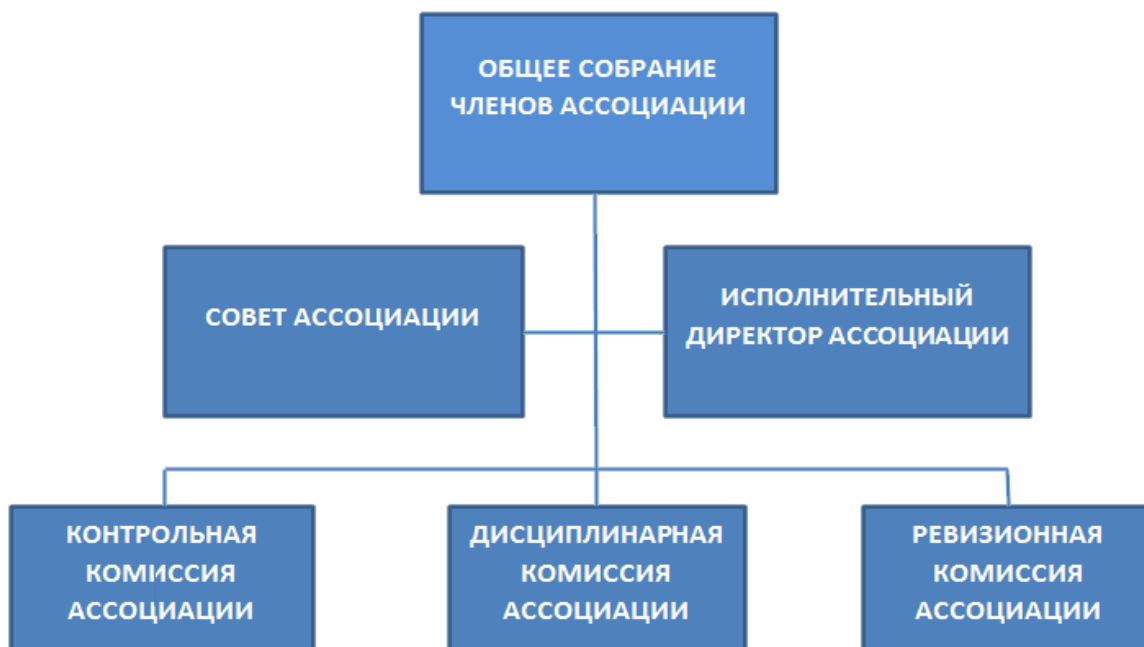 ОБЩЕЕ СОБРАНИЕ
ЧЛЕНОВ АССОЦИАЦИИ
СОВЕТ АССОЦИАЦИИ
ИСПОЛНИТЕЛЬНЫЙ
ДИРЕКТОР АССОЦИАЦИИ
КОНТРОЛЬНАЯ
КОМИССИЯ
АССОЦИАЦИИ
ДИСЦИПЛИНАРНАЯ
КОМИССИЯ
АССОЦИАЦИИ
РЕВИЗИОННАЯ
КОМИССИЯ
АССОЦИАЦИИ